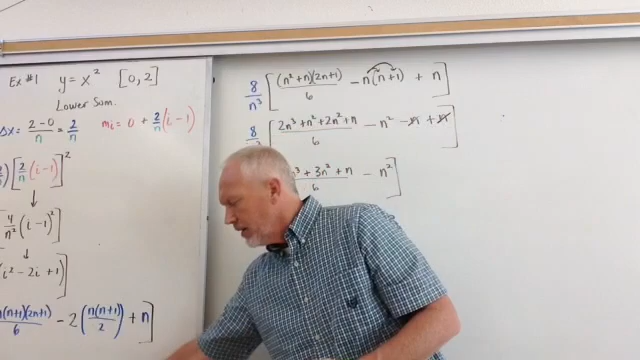 Ex #1 y = x² [0, 2]
Lower Sum.
Δx = (2-0)/n = 2/n mᵢ = 0 + 2/n (i-1)
) [2/n (i-1)]²
↓
4/n² (i-1)² ]
↓
(i² - 2i + 1) ]
n(n+1)(2n+1)/6 - 2 (n(n+1)/2) + n ]
8/n³ [ (n²+n)(2n+1)/6 - n(n+1) + n ]
8/n³ [ (2n³ + n² + 2n² + n)/6 - n² - n + n ]
n³ + 3n² + n/6 - n² ]